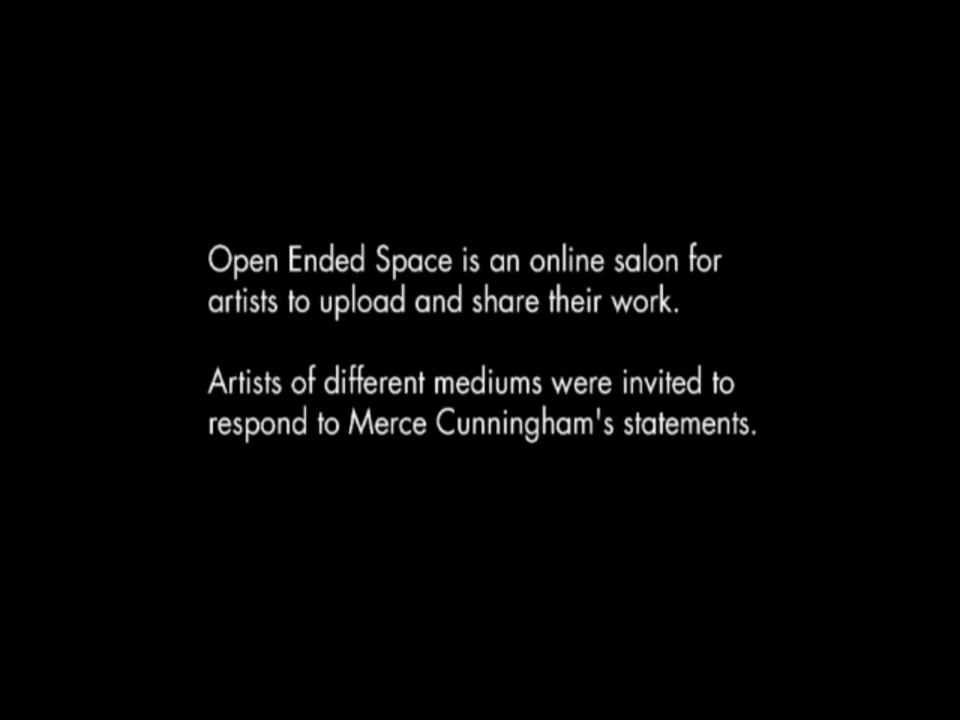 Open Ended Space is an online salon for
artists to upload and share their work.
Artists of different mediums were invited to
respond to Merce Cunningham's statements.